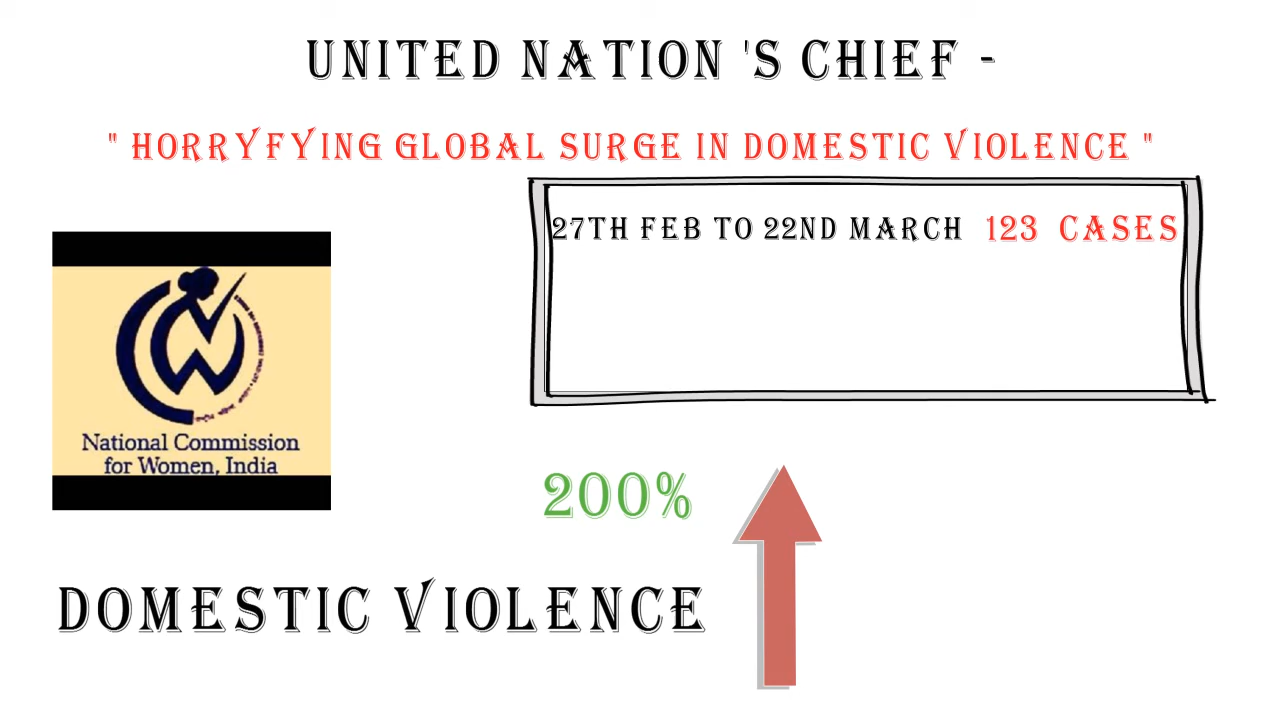 UNITED NATION 'S CHIEF -
" HORRYFYING GLOBAL SURGE IN DOMESTIC VIOLENCE "
27TH FEB TO 22ND MARCH 123 CASES
National Commission
for Women, India
200%
DOMESTIC VIOLENCE